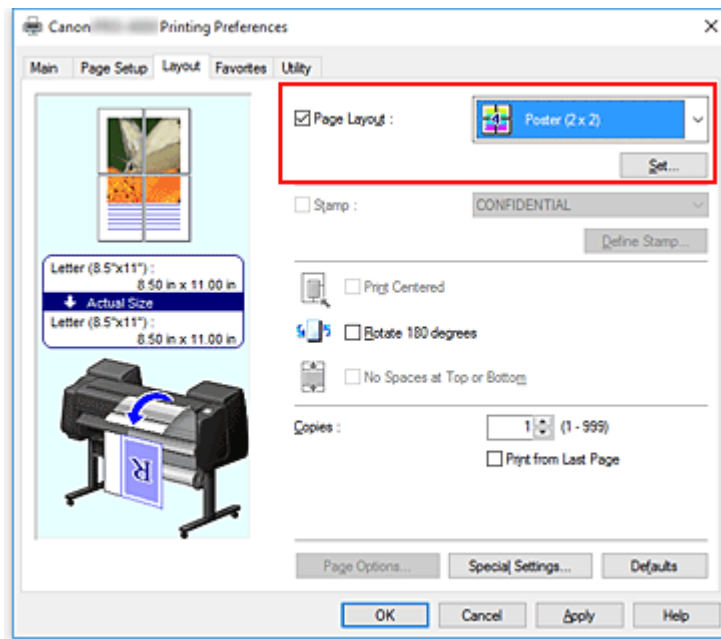 Canon Printing Preferences
Main Page Setup Layout Favorites Utility
Page Layout : 4 Poster (2 x 2)
Set...
Stamp : CONFIDENTIAL
Define Stamp...
Letter (8.5"x11") :
8.50 in x 11.00 in
Actual Size
Letter (8.5"x11") :
8.50 in x 11.00 in
R
Print Centered
Rotate 180 degrees
No Spaces at Top or Bottom
Copies : 1 (1 - 999)
Print from Last Page
Page Options... Special Settings... Defaults
OK Cancel Apply Help